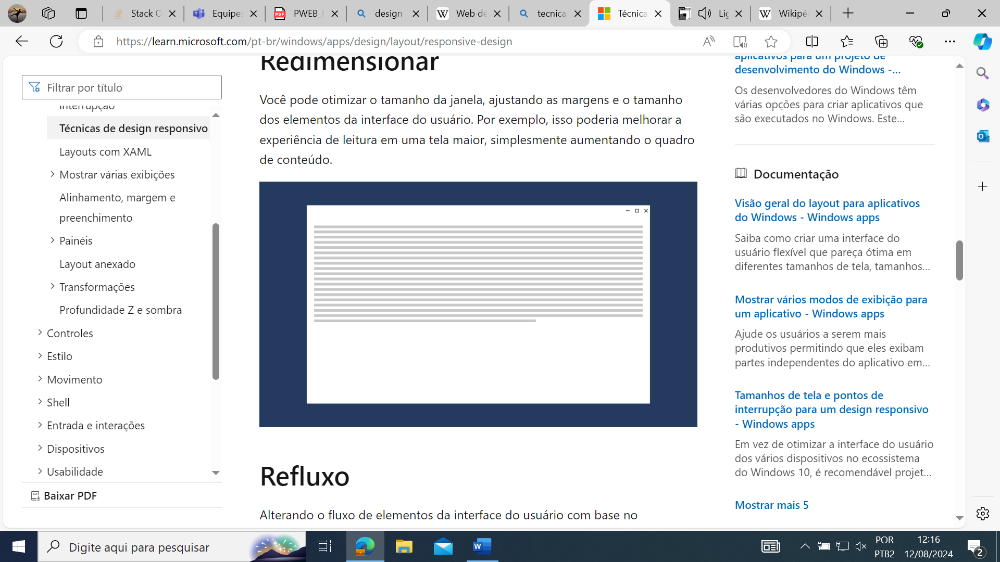 Stack O
Equipes
PWEB_
design
Web de
tecnica
Técnica
Lig
Wikipé
https://learn.microsoft.com/pt-br/windows/apps/design/layout/responsive-design
Filtrar por título
interrupção
Técnicas de design responsivo
Layouts com XAML
Mostrar várias exibições
Alinhamento, margem e
preenchimento
Painéis
Layout anexado
Transformações
Profundidade Z e sombra
Controles
Estilo
Movimento
Shell
Entrada e interações
Dispositivos
Usabilidade
Baixar PDF
Redimensionar
Você pode otimizar o tamanho da janela, ajustando as margens e o tamanho
dos elementos da interface do usuário. Por exemplo, isso poderia melhorar a
experiência de leitura em uma tela maior, simplesmente aumentando o quadro
de conteúdo.
Refluxo
Alterando o fluxo de elementos da interface do usuário com base no
aplicativos para um projeto de
desenvolvimento do Windows -...
Os desenvolvedores do Windows têm
várias opções para criar aplicativos que
são executados no Windows. Este...
Documentação
Visão geral do layout para aplicativos
do Windows - Windows apps
Saiba como criar uma interface do
usuário flexível que pareça ótima em
diferentes tamanhos de tela, tamanhos...
Mostrar vários modos de exibição para
um aplicativo - Windows apps
Ajude os usuários a serem mais
produtivos permitindo que eles exibam
partes independentes do aplicativo em...
Tamanhos de tela e pontos de
interrupção para um design responsivo
- Windows apps
Em vez de otimizar a interface do usuário
dos vários dispositivos no ecossistema
do Windows 10, é recomendável projet...
Mostrar mais 5
Digite aqui para pesquisar
POR
PTB2
12:16
12/08/2024
2